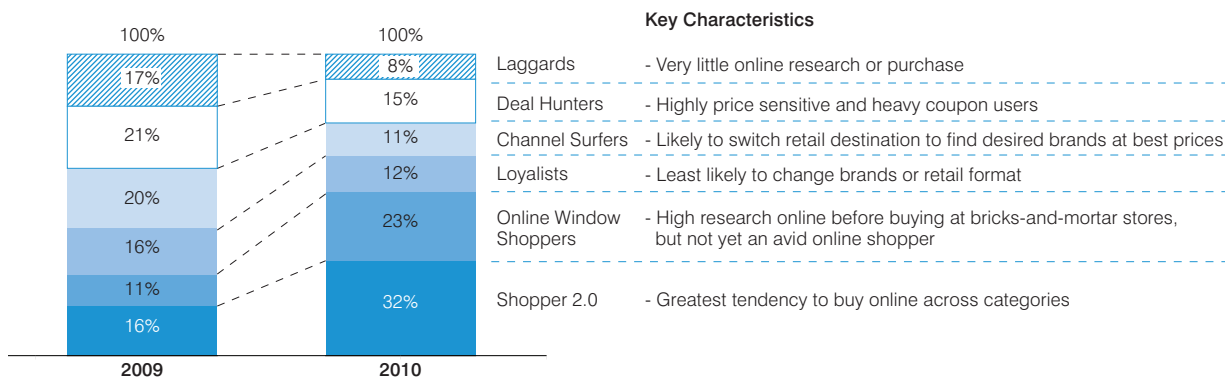 Key Characteristics
100%
100%
17%
8%
Laggards
- Very little online research or purchase
21%
15%
Deal Hunters
- Highly price sensitive and heavy coupon users
20%
11%
Channel Surfers
- Likely to switch retail destination to find desired brands at best prices
16%
12%
Loyalists
- Least likely to change brands or retail format
11%
23%
Online Window
Shoppers
- High research online before buying at bricks-and-mortar stores,
but not yet an avid online shopper
16%
32%
Shopper 2.0
- Greatest tendency to buy online across categories
2009
2010